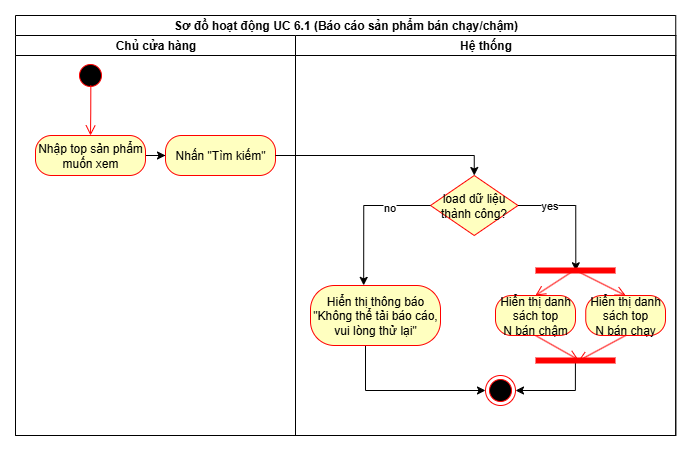 Sơ đồ hoạt động UC 6.1 (Báo cáo sản phẩm bán chạy/chậm)
Chủ cửa hàng
Hệ thống
Nhập top sản phẩm
muốn xem
Nhấn "Tìm kiếm"
load dữ liệu
thành công?
no
yes
Hiển thị thông báo
"Không thể tải báo cáo,
vui lòng thử lại"
Hiển thị danh
sách top
N bán chậm
Hiển thị danh
sách top
N bán chạy